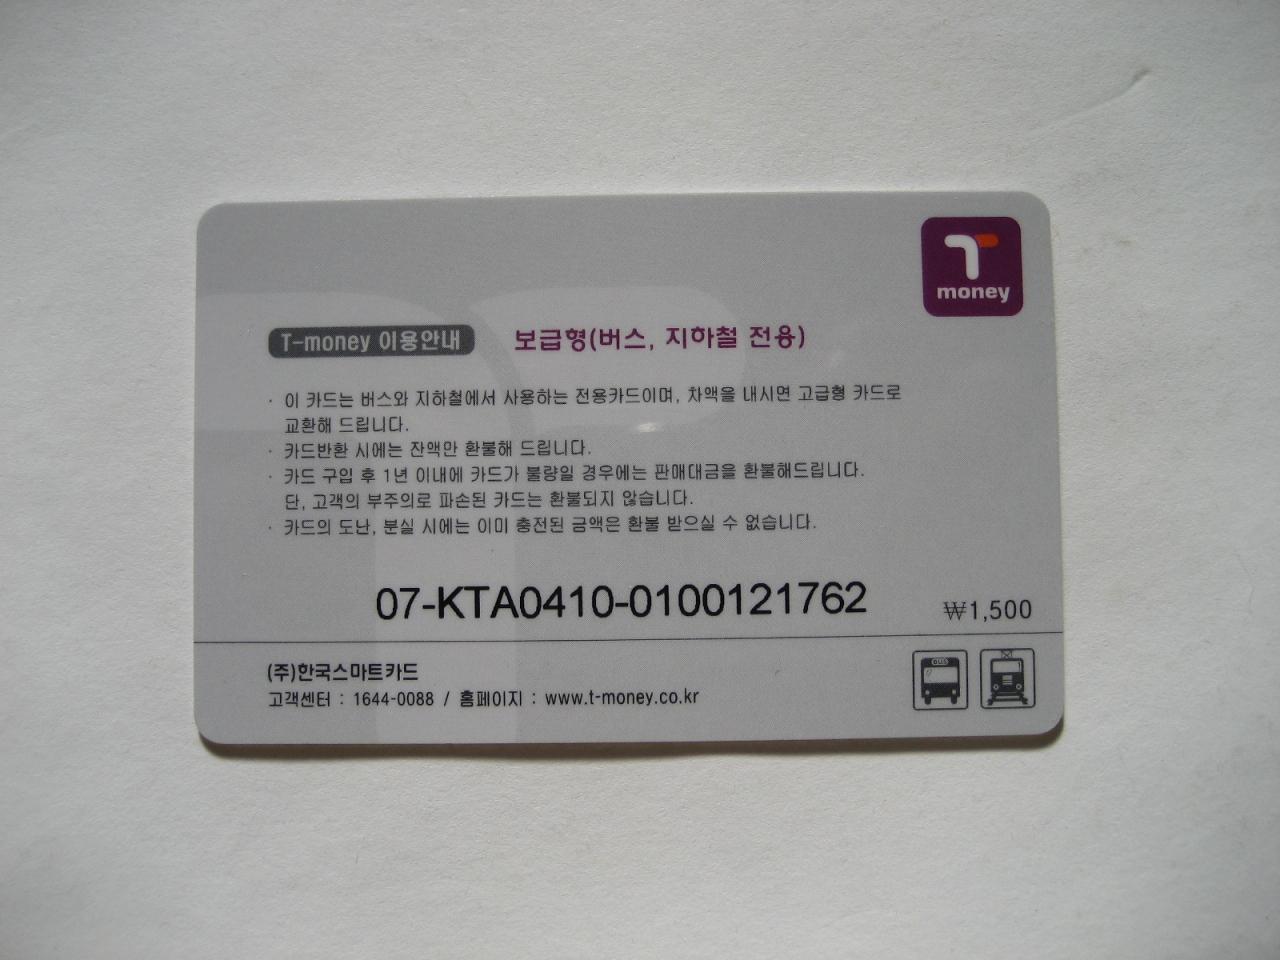 T money
T-money 이용안내 보급형(버스, 지하철 전용)
· 이 카드는 버스와 지하철에서 사용하는 전용카드이며, 차액을 내시면 고급형 카드로
교환해 드립니다.
· 카드반환 시에는 잔액만 환불해 드립니다.
· 카드 구입 후 1년 이내에 카드가 불량일 경우에는 판매대금을 환불해드립니다.
단, 고객의 부주의로 파손된 카드는 환불되지 않습니다.
· 카드의 도난, 분실 시에는 이미 충전된 금액은 환불 받으실 수 없습니다.
07-KTA0410-0100121762
₩1,500
(주)한국스마트카드
고객센터 : 1644-0088 / 홈페이지 : www.t-money.co.kr
BUS